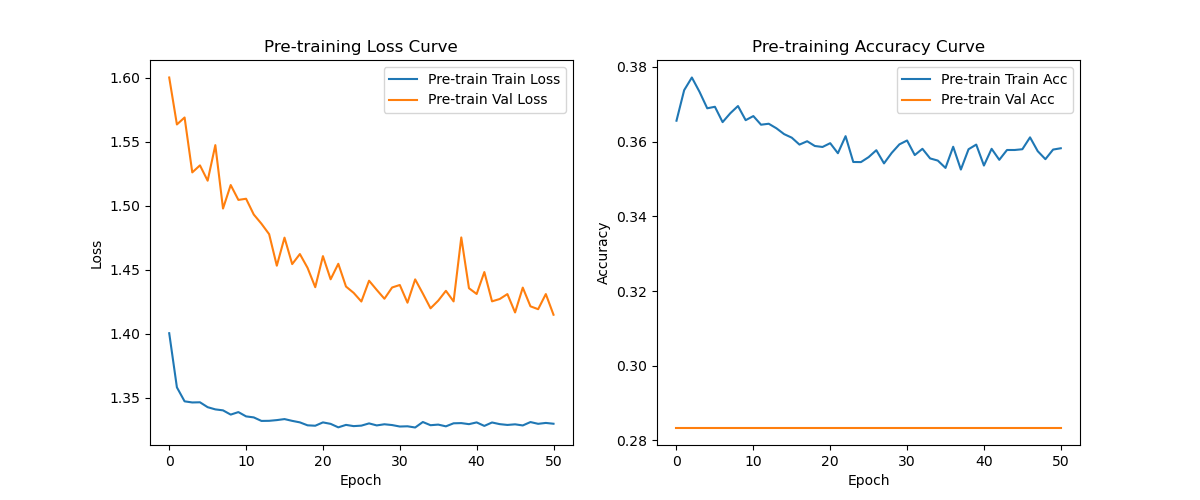 Pre-training Loss Curve
Pre-train Train Loss
Pre-train Val Loss
1.60
1.55
1.50
1.45
1.40
1.35
Loss
0 10 20 30 40 50
Epoch
Pre-training Accuracy Curve
Pre-train Train Acc
Pre-train Val Acc
0.38
0.36
0.34
0.32
0.30
0.28
Accuracy
0 10 20 30 40 50
Epoch